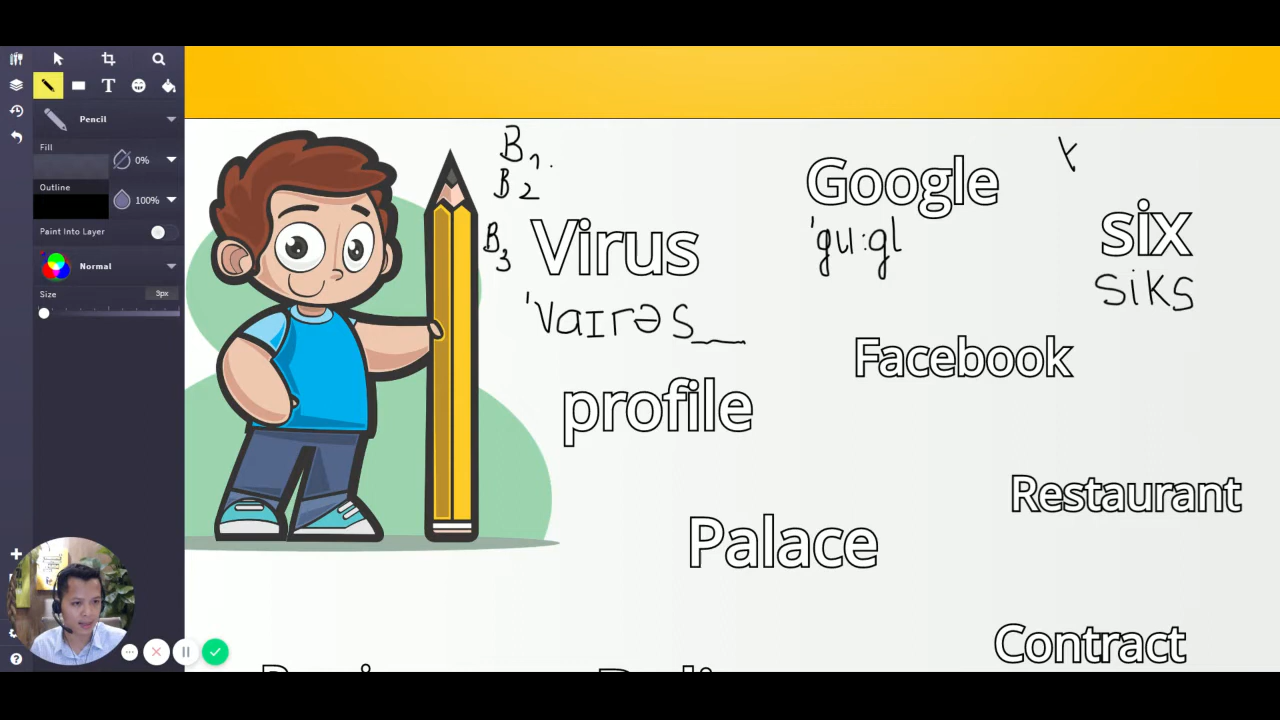 Pencil
Fill
0%
Outline
100%
Paint Into Layer
Normal
Size
3px
B1.
B2
B3
Virus
'vaɪrəs
Google
'gu:gl
six
siks
Facebook
profile
Restaurant
Palace
Contract